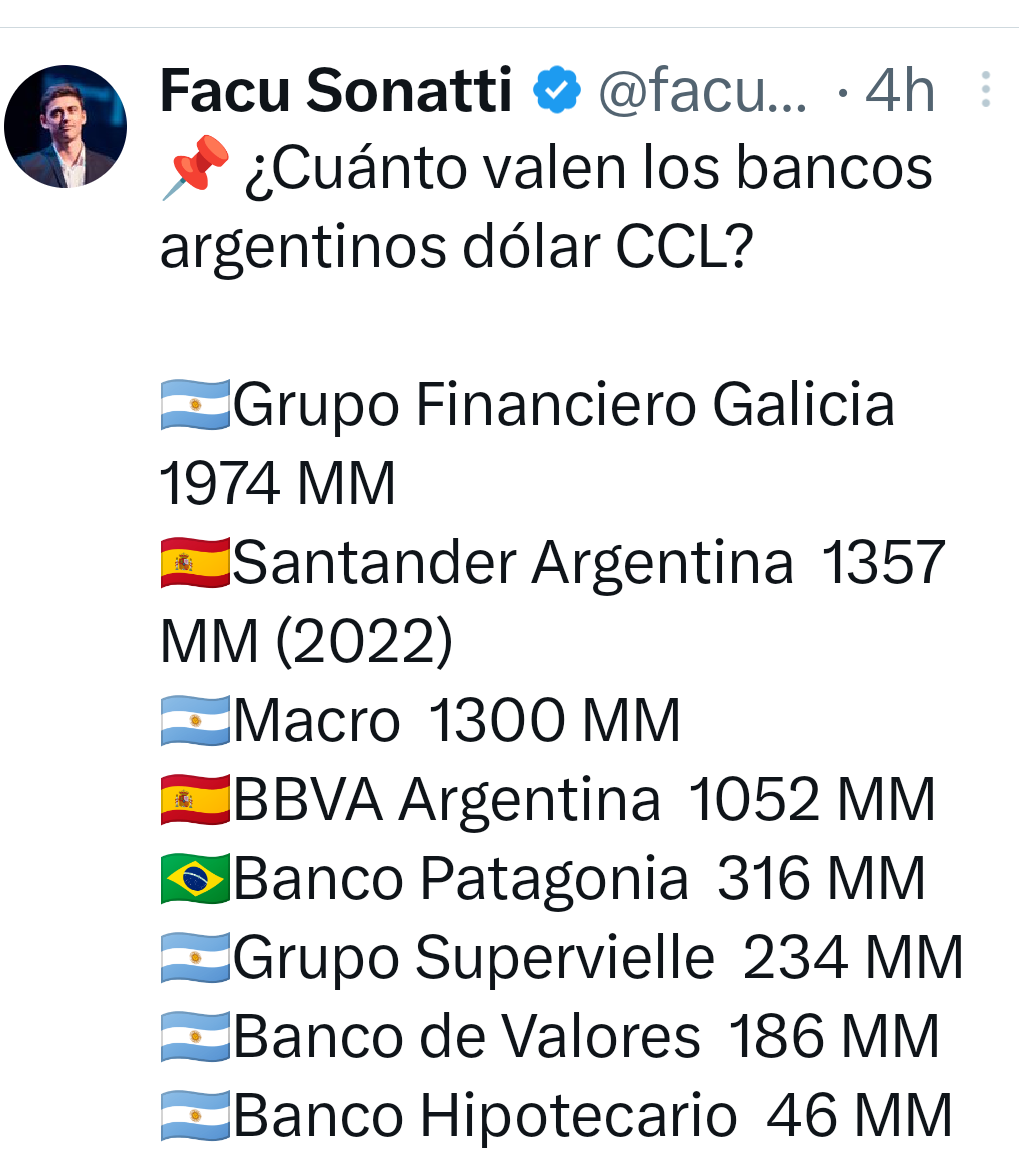 Facu Sonatti @facu... · 4h
📌 ¿Cuánto valen los bancos
argentinos dólar CCL?
🇦🇷Grupo Financiero Galicia
1974 MM
🇪🇸Santander Argentina 1357
MM (2022)
🇦🇷Macro 1300 MM
🇪🇸BBVA Argentina 1052 MM
🇧🇷Banco Patagonia 316 MM
🇦🇷Grupo Supervielle 234 MM
🇦🇷Banco de Valores 186 MM
🇦🇷Banco Hipotecario 46 MM